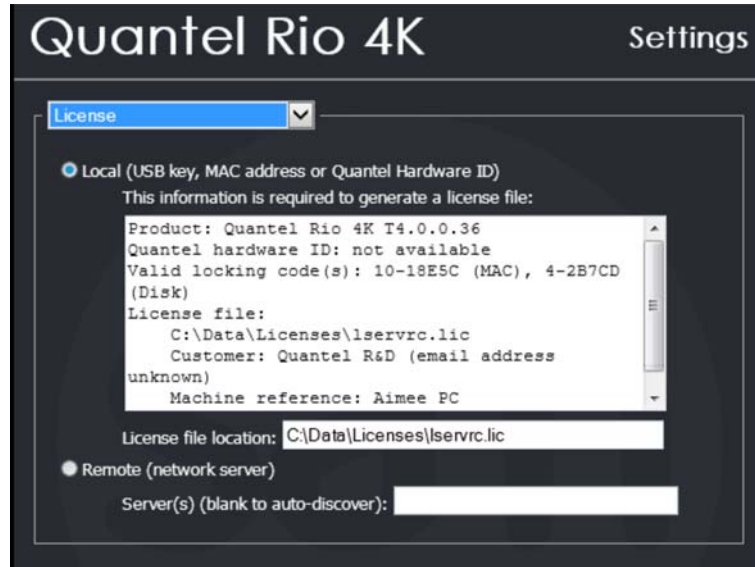 Quantel Rio 4K
Settings
License
Local (USB key, MAC address or Quantel Hardware ID)
This information is required to generate a license file:
Product: Quantel Rio 4K T4.0.0.36
Quantel hardware ID: not available
Valid locking code(s): 10-18E5C (MAC), 4-2B7CD
(Disk)
License file:
C:\Data\Licenses\lservrc.lic
Customer: Quantel R&D (email address
unknown)
Machine reference: Aimee PC
License file location: C:\Data\Licenses\lservrc.lic
Remote (network server)
Server(s) (blank to auto-discover):